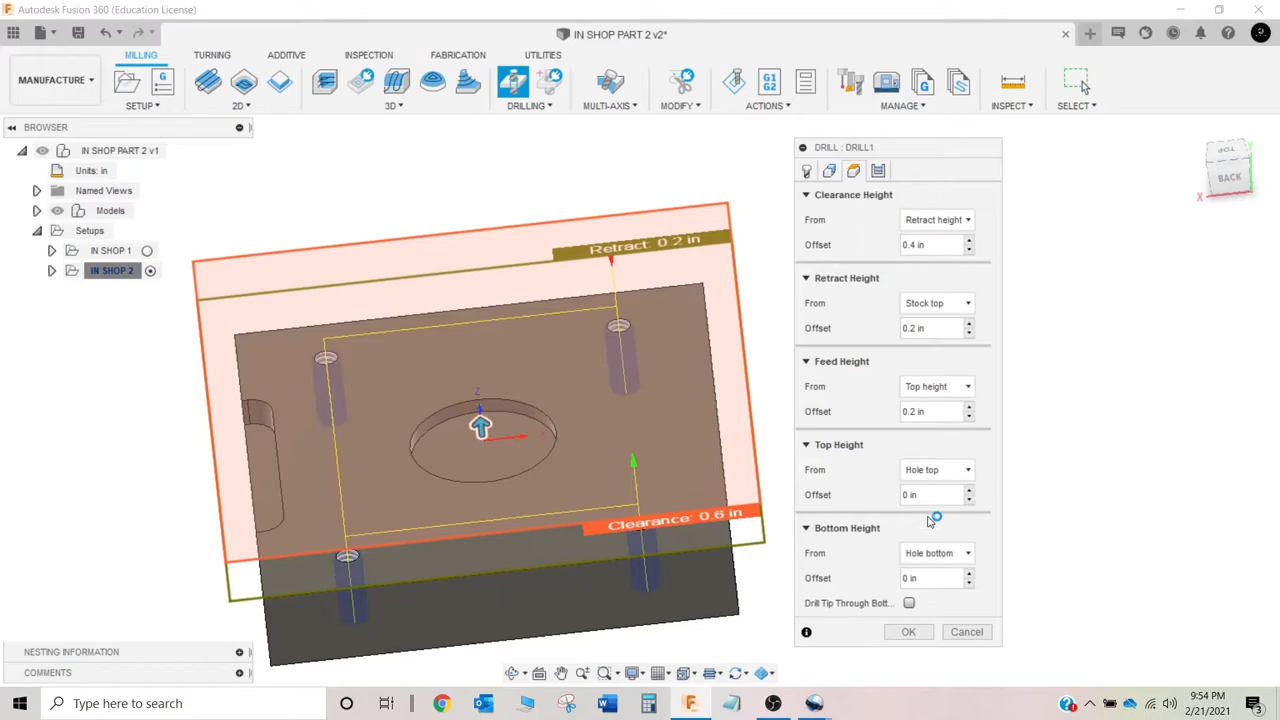 Autodesk Fusion 360 (Education License)
IN SHOP PART 2 v2*
MILLING
TURNING
ADDITIVE
INSPECTION
FABRICATION
UTILITIES
MANUFACTURE
G
G1
G2
SETUP
2D
3D
DRILLING
MULTI-AXIS
MODIFY
ACTIONS
MANAGE
INSPECT
SELECT
BROWSER
IN SHOP PART 2 v1
Units: in
Named Views
Models
Setups
IN SHOP 1
IN SHOP 2
Retract: 0.2 in
Clearance: 0.6 in
Z
X
TOP
BACK
Y
X
DRILL : DRILL1
Clearance Height
From Retract height
Offset 0.4 in
Retract Height
From Stock top
Offset 0.2 in
Feed Height
From Top height
Offset 0.2 in
Top Height
From Hole top
Offset 0 in
Bottom Height
From Hole bottom
Offset 0 in
Drill Tip Through Bott...
OK
Cancel
NESTING INFORMATION
COMMENTS
Type here to search
9:54 PM
2/21/2021
3